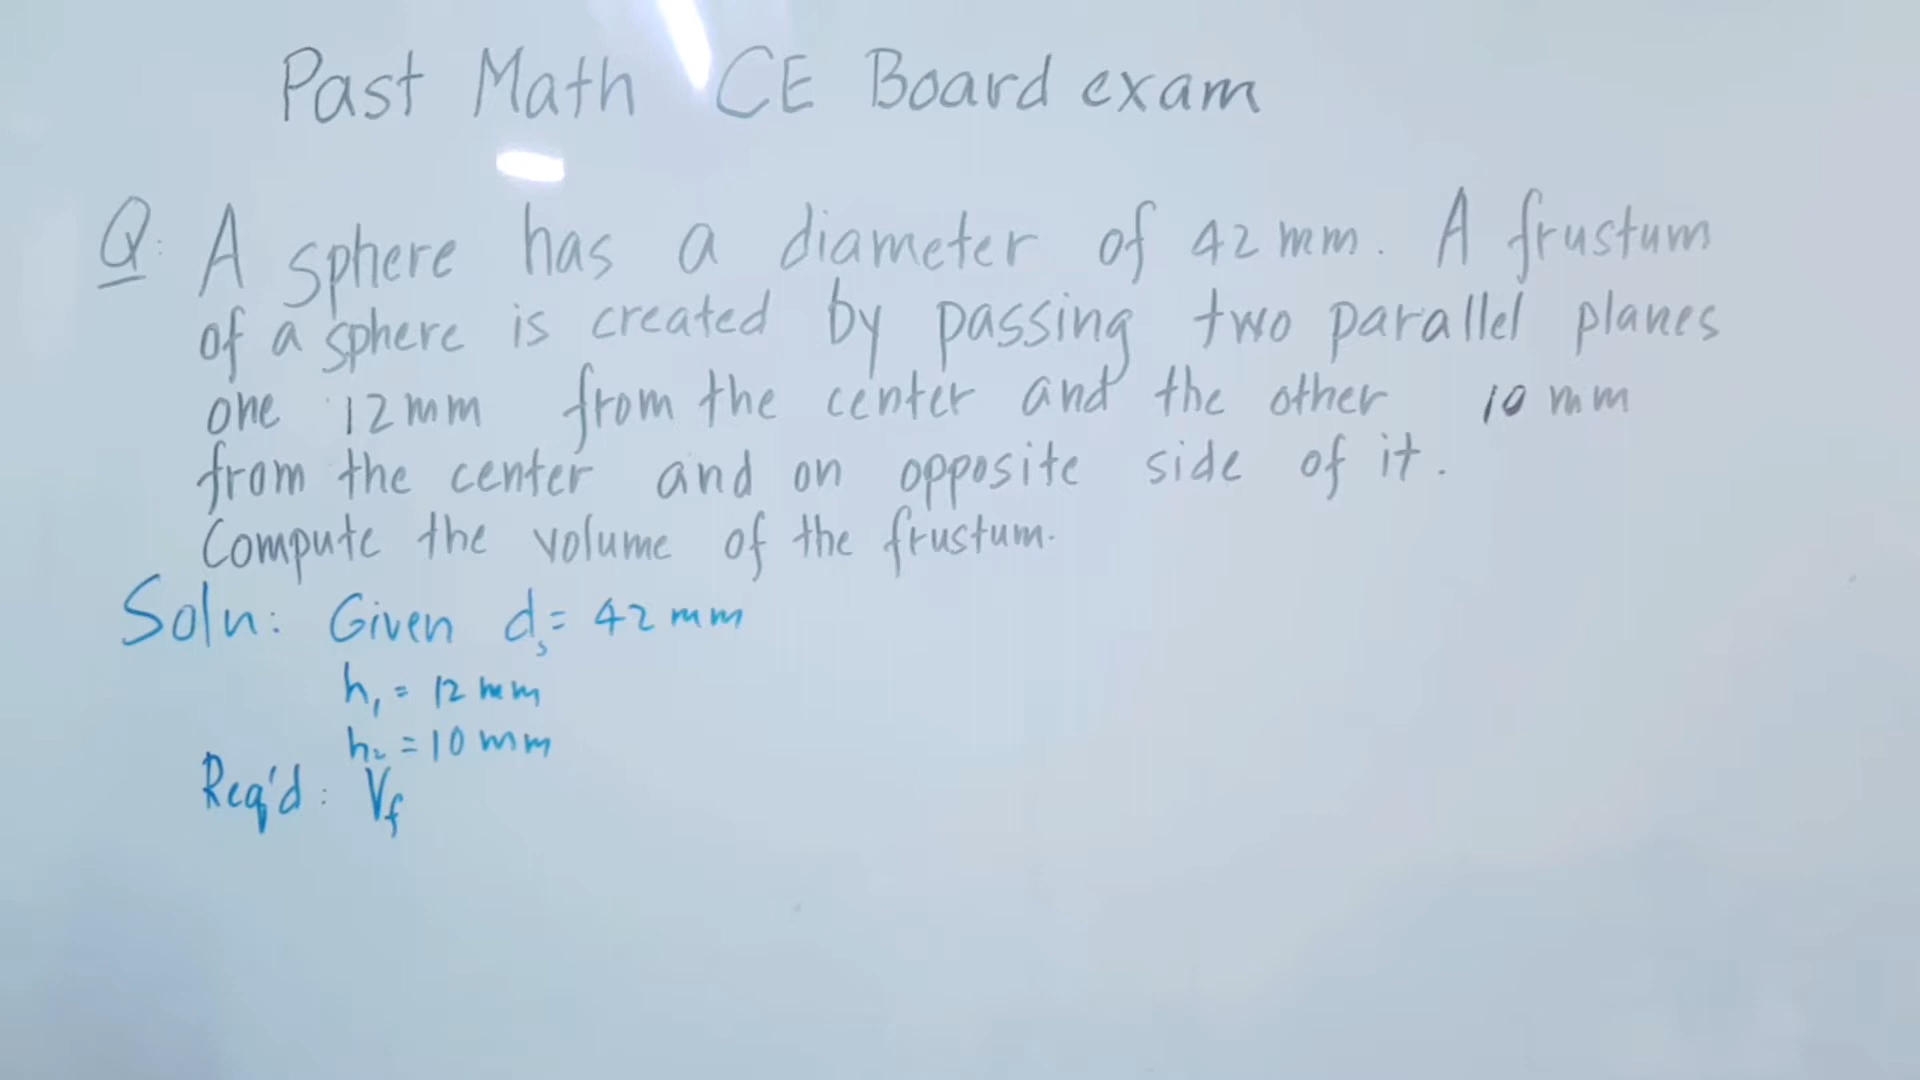 Past Math CE Board exam
Q: A sphere has a diameter of 42 mm. A frustum
of a sphere is created by passing two parallel planes
one 12 mm from the center and the other 10 mm
from the center and on opposite side of it.
Compute the volume of the frustum.
Soln: Given ds = 42 mm
h1 = 12 mm
h2 = 10 mm
Req'd: Vf